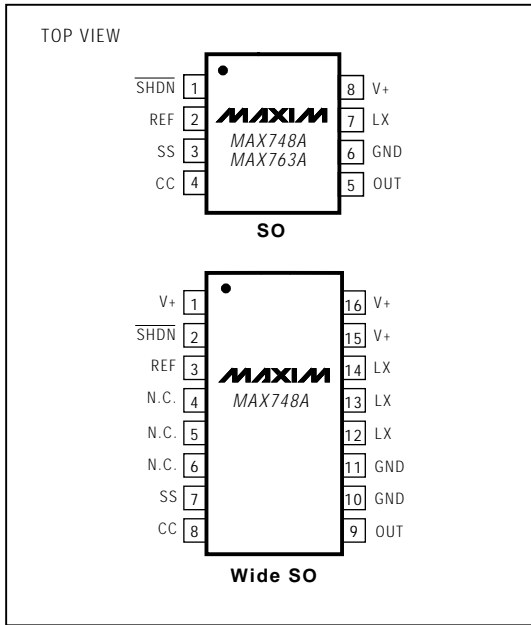 TOP VIEW
SHDN 1
REF 2
SS 3
CC 4
MAXIM
MAX748A
MAX763A
8 V+
7 LX
6 GND
5 OUT
SO
V+ 1
SHDN 2
REF 3
N.C. 4
N.C. 5
N.C. 6
SS 7
CC 8
MAXIM
MAX748A
16 V+
15 V+
14 LX
13 LX
12 LX
11 GND
10 GND
9 OUT
Wide SO